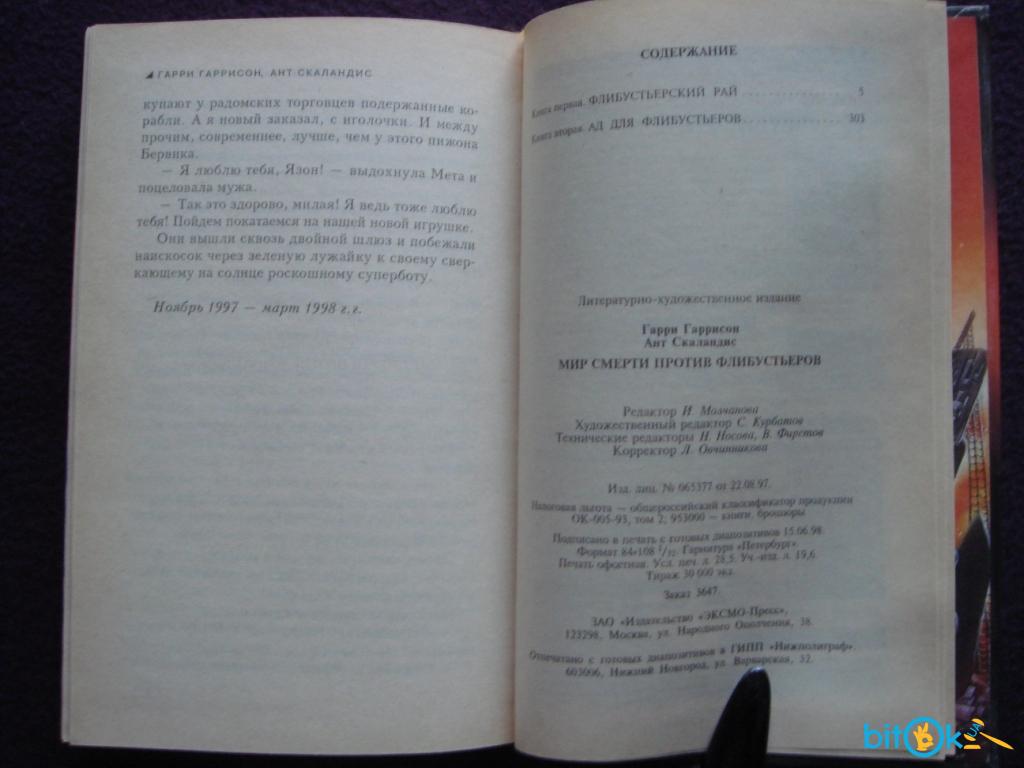 ГАРРИ ГАРРИСОН, АНТ СКАЛАНДИС
купают у радомских торговцев подержанные ко-
рабли. А я новый заказал, с иголочки. И между
прочим, современнее, лучше, чем у этого пижона
Бервика.
— Я люблю тебя, Язон! — выдохнула Мета и
поцеловала мужа.
— Так это здорово, милая! Я ведь тоже люблю
тебя! Пойдем покатаемся на нашей новой игрушке.
Они вышли сквозь двойной шлюз и побежали
наискосок через зеленую лужайку к своему свер-
кающему на солнце роскошному суперботу.
Ноябрь 1997 — март 1998 г.г.
СОДЕРЖАНИЕ
Книга первая. ФЛИБУСТЬЕРСКИЙ РАЙ 5
Книга вторая. АД ДЛЯ ФЛИБУСТЬЕРОВ 303
Литературно-художественное издание
Гарри Гаррисон
Ант Скаландис
МИР СМЕРТИ ПРОТИВ ФЛИБУСТЬЕРОВ
Редактор И. Молчанова
Художественный редактор С. Курбатов
Технические редакторы Н. Носова, В. Фирстов
Корректор Л. Овчинникова
Изд. лиц. № 065377 от 22.08.97.
Налоговая льгота — общероссийский классификатор продукции
ОК-005-93, том 2; 953000 — книги, брошюры
Подписано в печать с готовых диапозитивов 15.06.98.
Формат 84×108 1/32. Гарнитура «Петербург».
Печать офсетная. Усл. печ. л. 28,5. Уч.-изд. л. 19,6.
Тираж 30 000 экз.
Заказ 3647.
ЗАО «Издательство «ЭКСМО-Пресс»,
123298, Москва, ул. Народного Ополчения, 38.
Отпечатано с готовых диапозитивов в ГИПП «Нижполиграф».
603006, Нижний Новгород, ул. Варварская, 32.
bitOk.ua